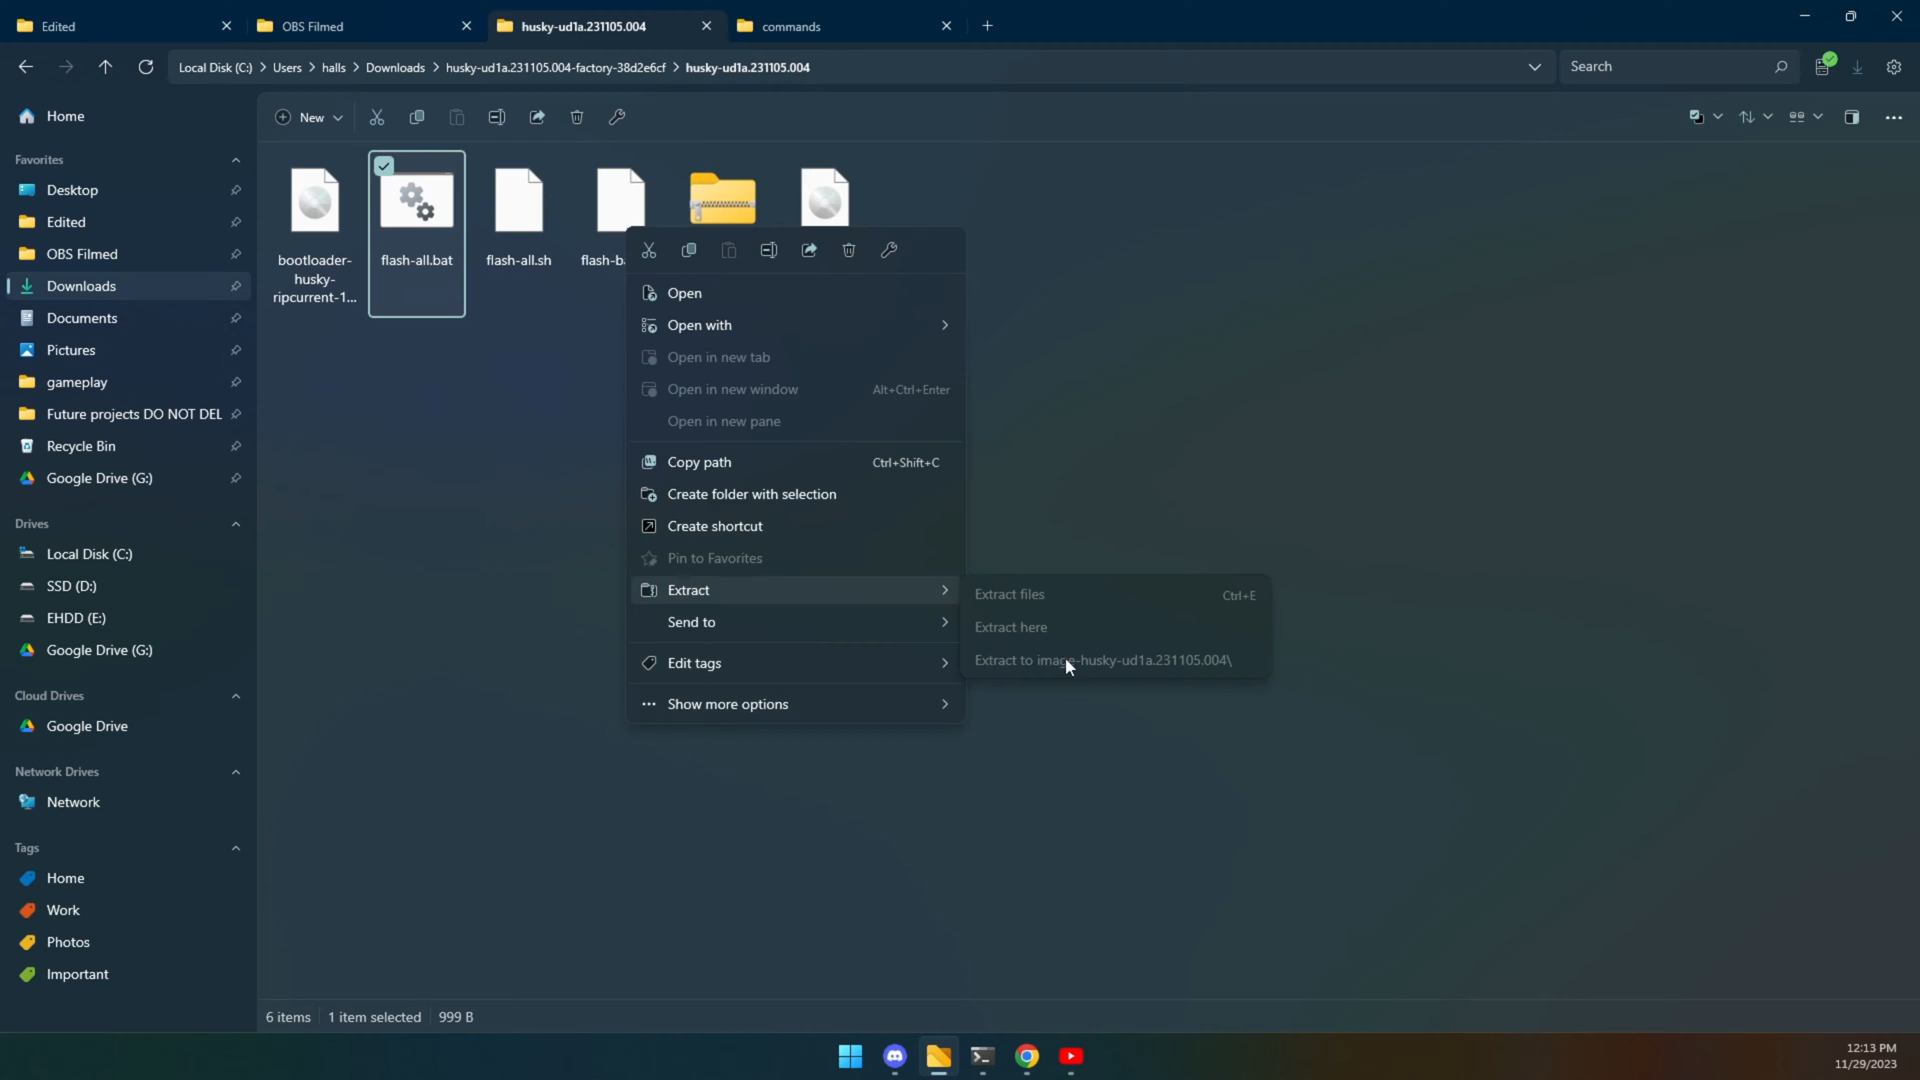 Edited
OBS Filmed
husky-ud1a.231105.004
commands
Local Disk (C:) > Users > halls > Downloads > husky-ud1a.231105.004-factory-38d2e6cf > husky-ud1a.231105.004
Search
Home
New
Favorites
Desktop
Edited
OBS Filmed
Downloads
Documents
Pictures
gameplay
Future projects DO NOT DEL
Recycle Bin
Google Drive (G:)
Drives
Local Disk (C:)
SSD (D:)
EHDD (E:)
Google Drive (G:)
Cloud Drives
Google Drive
Network Drives
Network
Tags
Home
Work
Photos
Important
bootloader-
husky-
ripcurrent-1...
flash-all.bat
flash-all.sh
flash-b
Open
Open with
Open in new tab
Open in new window Alt+Ctrl+Enter
Open in new pane
Copy path Ctrl+Shift+C
Create folder with selection
Create shortcut
Pin to Favorites
Extract
Send to
Edit tags
Show more options
Extract files Ctrl+E
Extract here
Extract to image-husky-ud1a.231105.004\
6 items 1 item selected 999 B
12:13 PM
11/29/2023